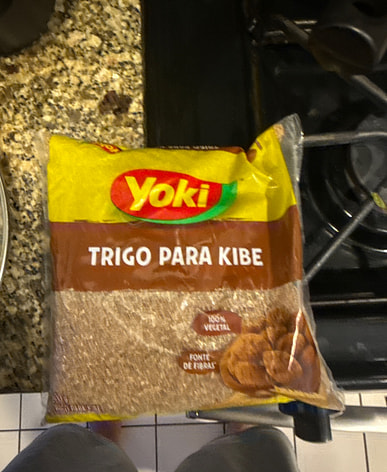 Yoki
TRIGO PARA KIBE
100%
VEGETAL
FONTE
DE FIBRAS*